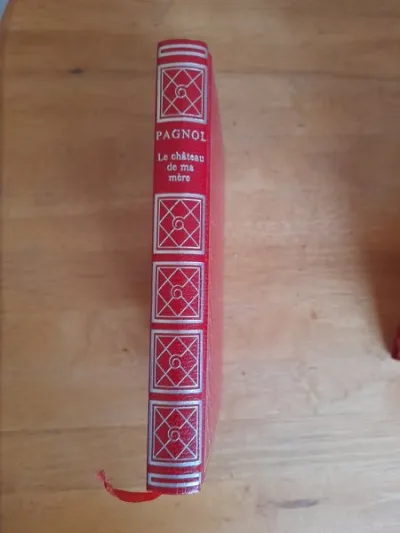 PAGNOL
Le château
de ma
mère